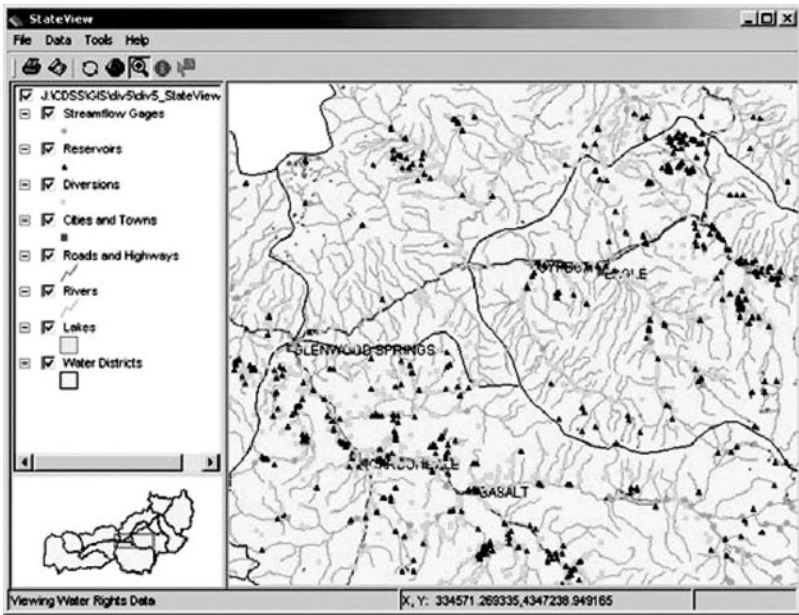 StateView
File Data Tools Help
J:\CDSS\GIS\div5\div5_StateView
Streamflow Gages
Reservoirs
Diversions
Cities and Towns
Roads and Highways
Rivers
Lakes
Water Districts
EAGLE
GLENWOOD SPRINGS
Viewing Water Rights Data
X, Y: 334571.269335,4347238.949165